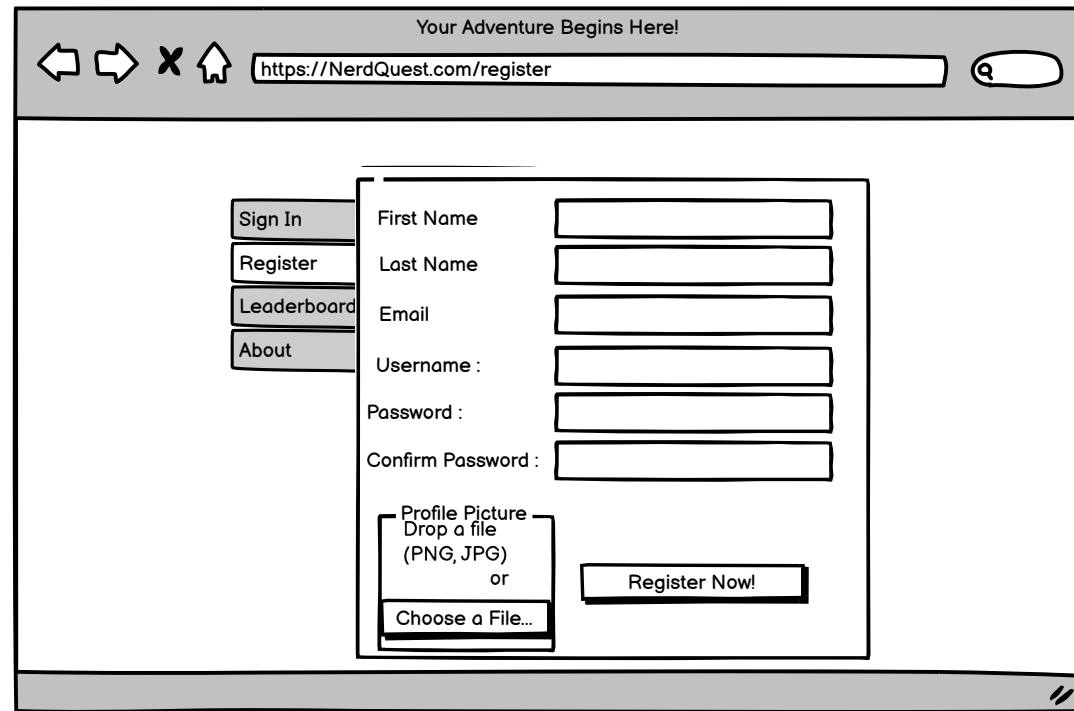 Your Adventure Begins Here!
https://NerdQuest.com/register
Sign In
Register
Leaderboard
About
First Name
Last Name
Email
Username :
Password :
Confirm Password :
Profile Picture
Drop a file
(PNG, JPG)
or
Choose a File...
Register Now!